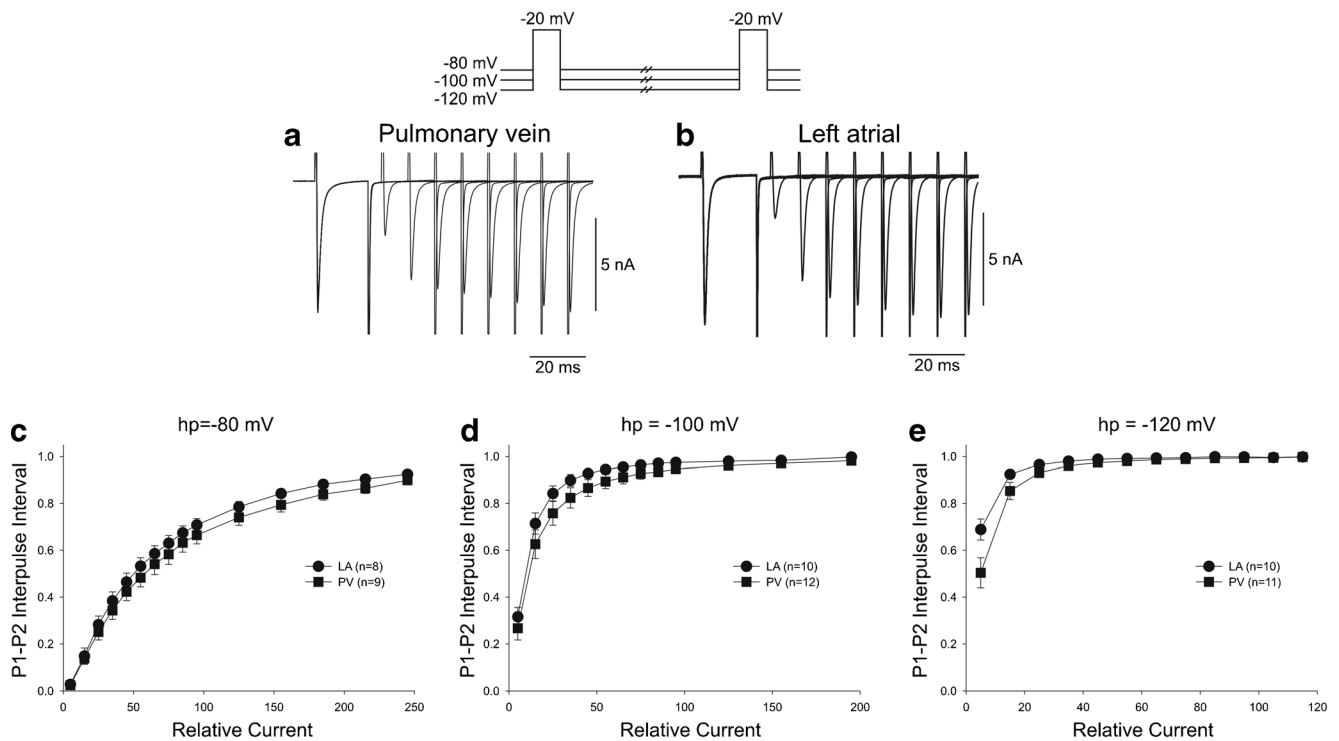 -20 mV -20 mV
-80 mV
-100 mV
-120 mV
a Pulmonary vein b Left atrial
5 nA 5 nA
20 ms 20 ms
c hp=-80 mV d hp = -100 mV e hp = -120 mV
P1-P2 Interpulse Interval
1.0
0.8
0.6
0.4
0.2
0.0
LA (n=8)
PV (n=9)
0 50 100 150 200 250
Relative Current
P1-P2 Interpulse Interval
1.0
0.8
0.6
0.4
0.2
0.0
LA (n=10)
PV (n=12)
0 50 100 150 200
Relative Current
P1-P2 Interpulse Interval
1.0
0.8
0.6
0.4
0.2
0.0
LA (n=10)
PV (n=11)
0 20 40 60 80 100 120
Relative Current